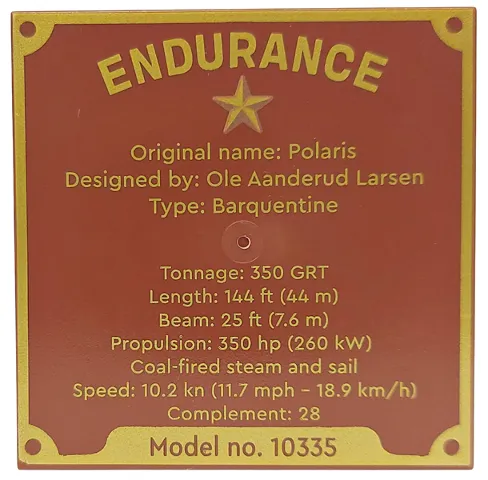 ENDURANCE
Original name: Polaris
Designed by: Ole Aanderud Larsen
Type: Barquentine
Tonnage: 350 GRT
Length: 144 ft (44 m)
Beam: 25 ft (7.6 m)
Propulsion: 350 hp (260 kW)
Coal-fired steam and sail
Speed: 10.2 kn (11.7 mph - 18.9 km/h)
Complement: 28
Model no. 10335